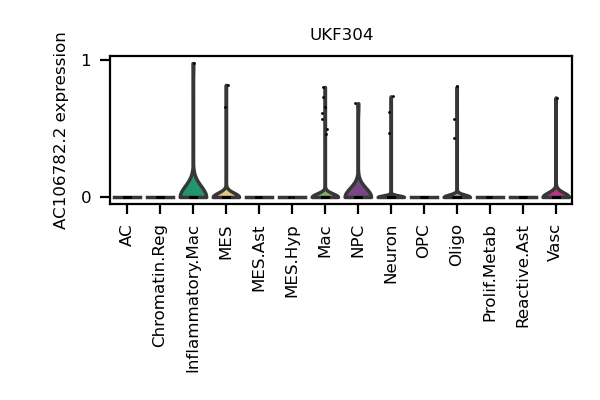 UKF304
AC106782.2 expression
1
0
AC
Chromatin.Reg
Inflammatory.Mac
MES
MES.Ast
MES.Hyp
Mac
NPC
Neuron
OPC
Oligo
Prolif.Metab
Reactive.Ast
Vasc